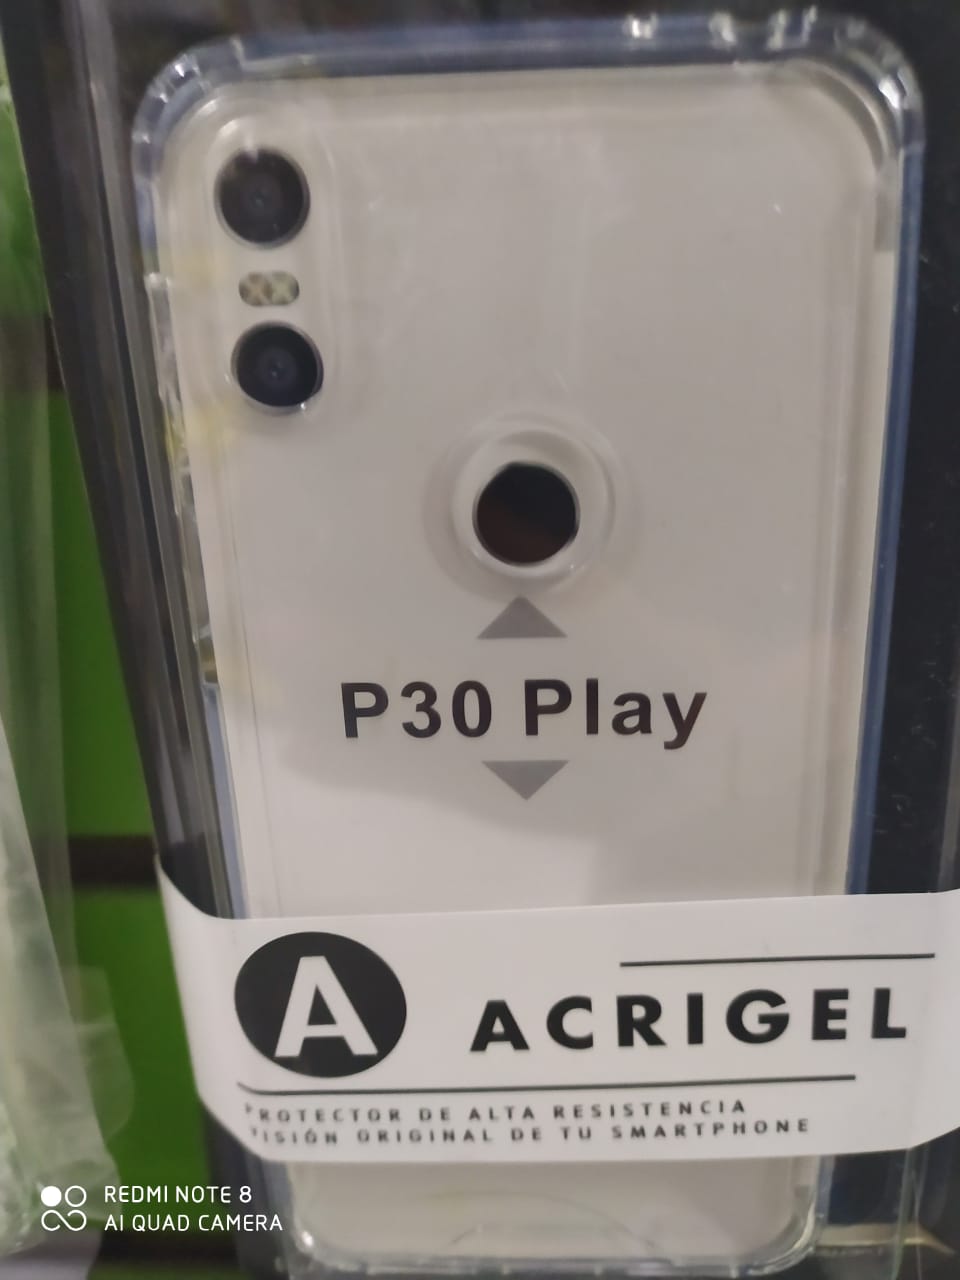 P30 Play
A ACRIGEL
PROTECTOR DE ALTA RESISTENCIA
VISIÓN ORIGINAL DE TU SMARTPHONE
REDMI NOTE 8
AI QUAD CAMERA